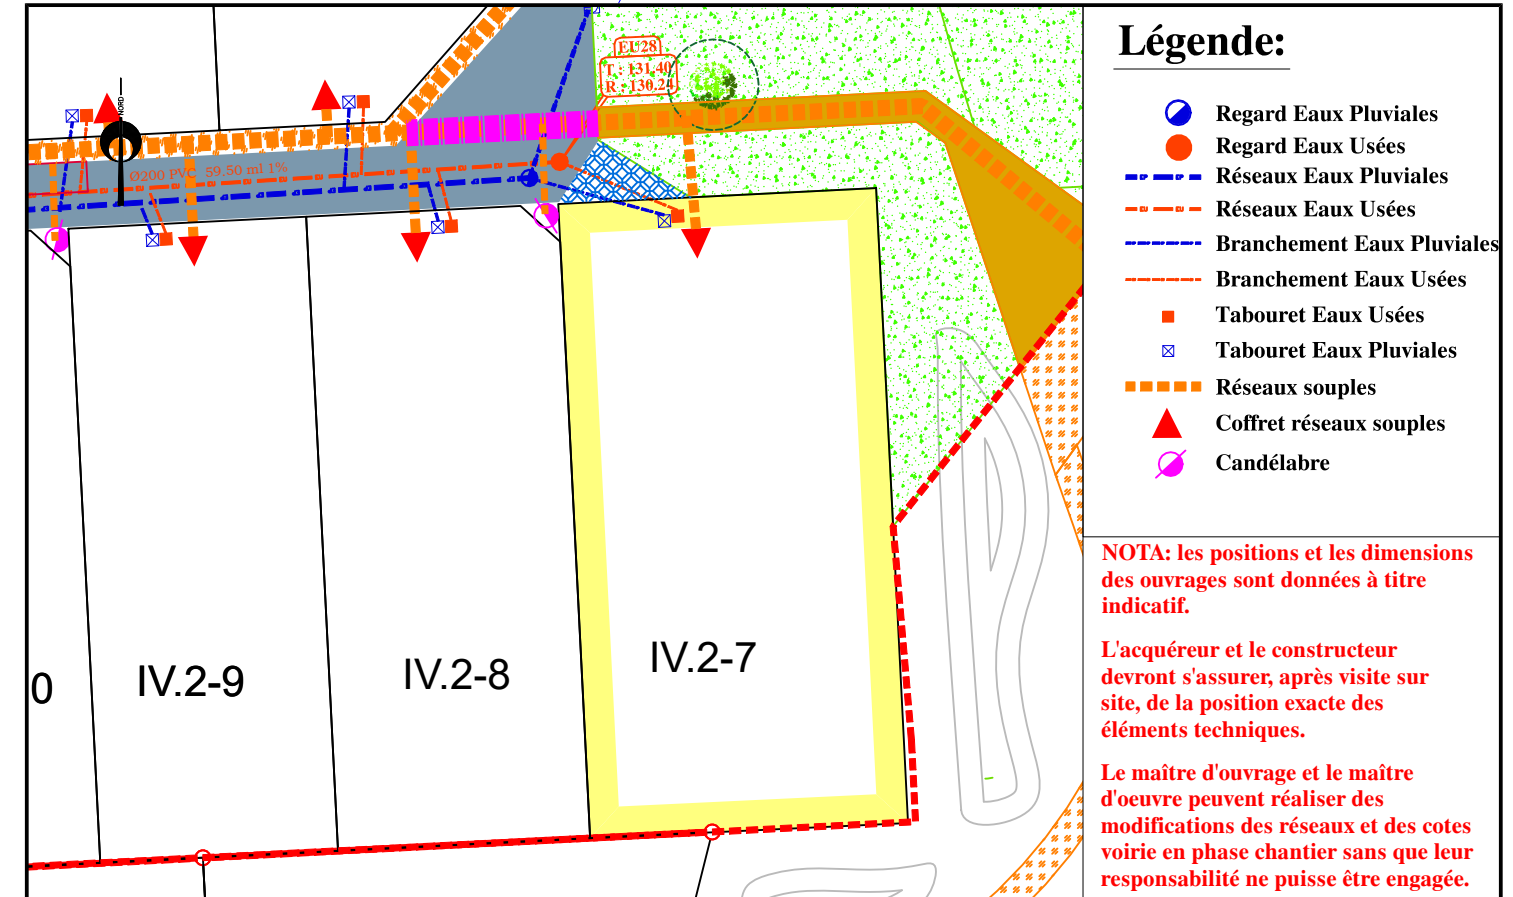 EU28
T : 131.40
R : 130.24
NORD
Ø200 PVC 59.50 ml 1%
0
IV.2-9
IV.2-8
IV.2-7
Légende:
Regard Eaux Pluviales
Regard Eaux Usées
Réseaux Eaux Pluviales
Réseaux Eaux Usées
Branchement Eaux Pluviales
Branchement Eaux Usées
Tabouret Eaux Usées
Tabouret Eaux Pluviales
Réseaux souples
Coffret réseaux souples
Candélabre
NOTA: les positions et les dimensions
des ouvrages sont données à titre
indicatif.
L'acquéreur et le constructeur
devront s'assurer, après visite sur
site, de la position exacte des
éléments techniques.
Le maître d'ouvrage et le maître
d'oeuvre peuvent réaliser des
modifications des réseaux et des cotes
voirie en phase chantier sans que leur
responsabilité ne puisse être engagée.